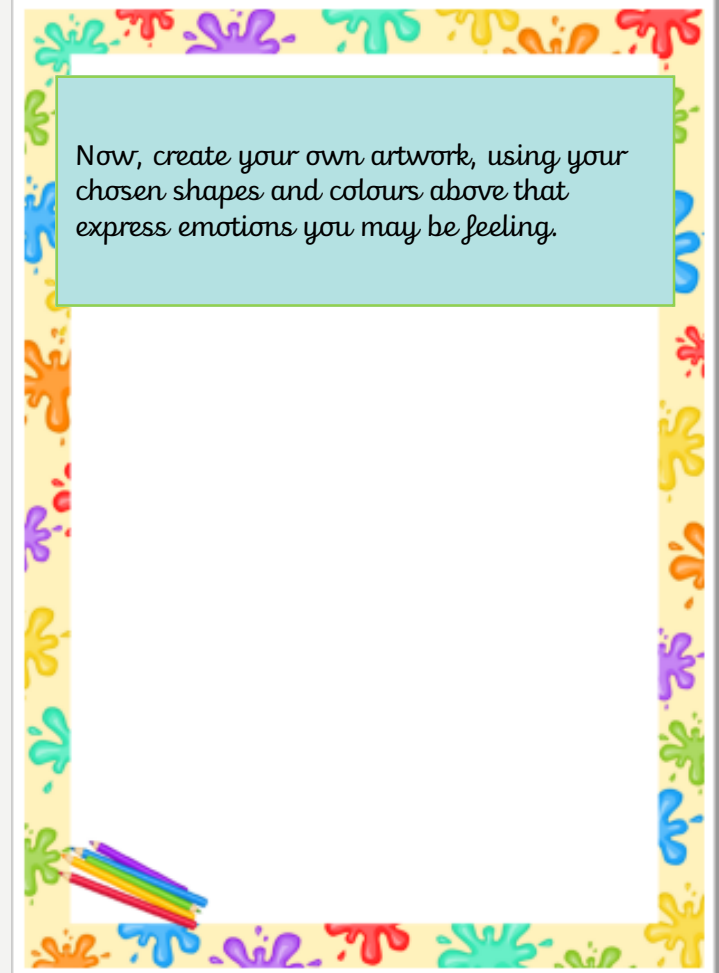 Now, create your own artwork, using your
chosen shapes and colours above that
express emotions you may be feeling.